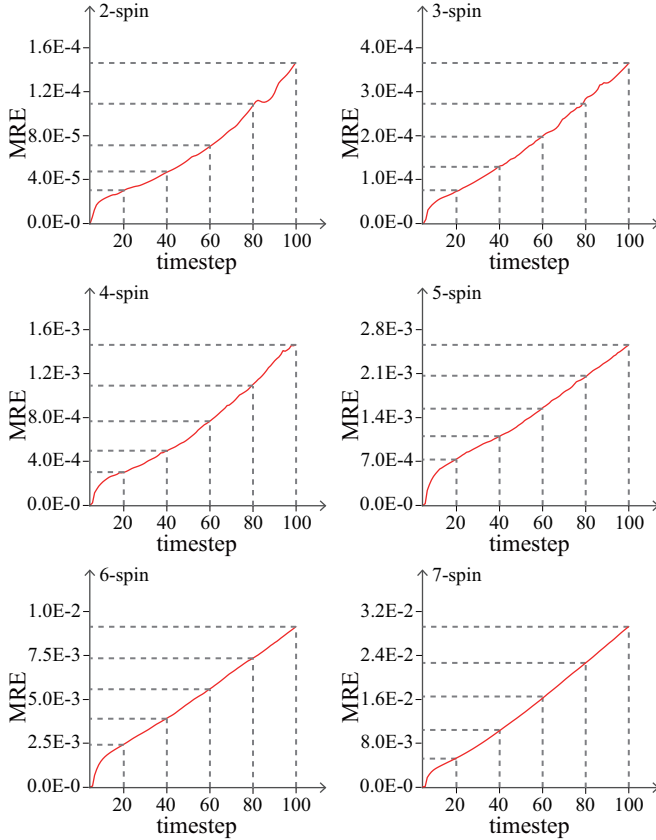 2-spin
MRE
1.6E-4
1.2E-4
8.0E-5
4.0E-5
0.0E-0
20 40 60 80 100
timestep
3-spin
MRE
4.0E-4
3.0E-4
2.0E-4
1.0E-4
0.0E-0
20 40 60 80 100
timestep
4-spin
MRE
1.6E-3
1.2E-3
8.0E-4
4.0E-4
0.0E-0
20 40 60 80 100
timestep
5-spin
MRE
2.8E-3
2.1E-3
1.4E-3
7.0E-4
0.0E-0
20 40 60 80 100
timestep
6-spin
MRE
1.0E-2
7.5E-3
5.0E-3
2.5E-3
0.0E-0
20 40 60 80 100
timestep
7-spin
MRE
3.2E-2
2.4E-2
1.6E-2
8.0E-3
0.0E-0
20 40 60 80 100
timestep